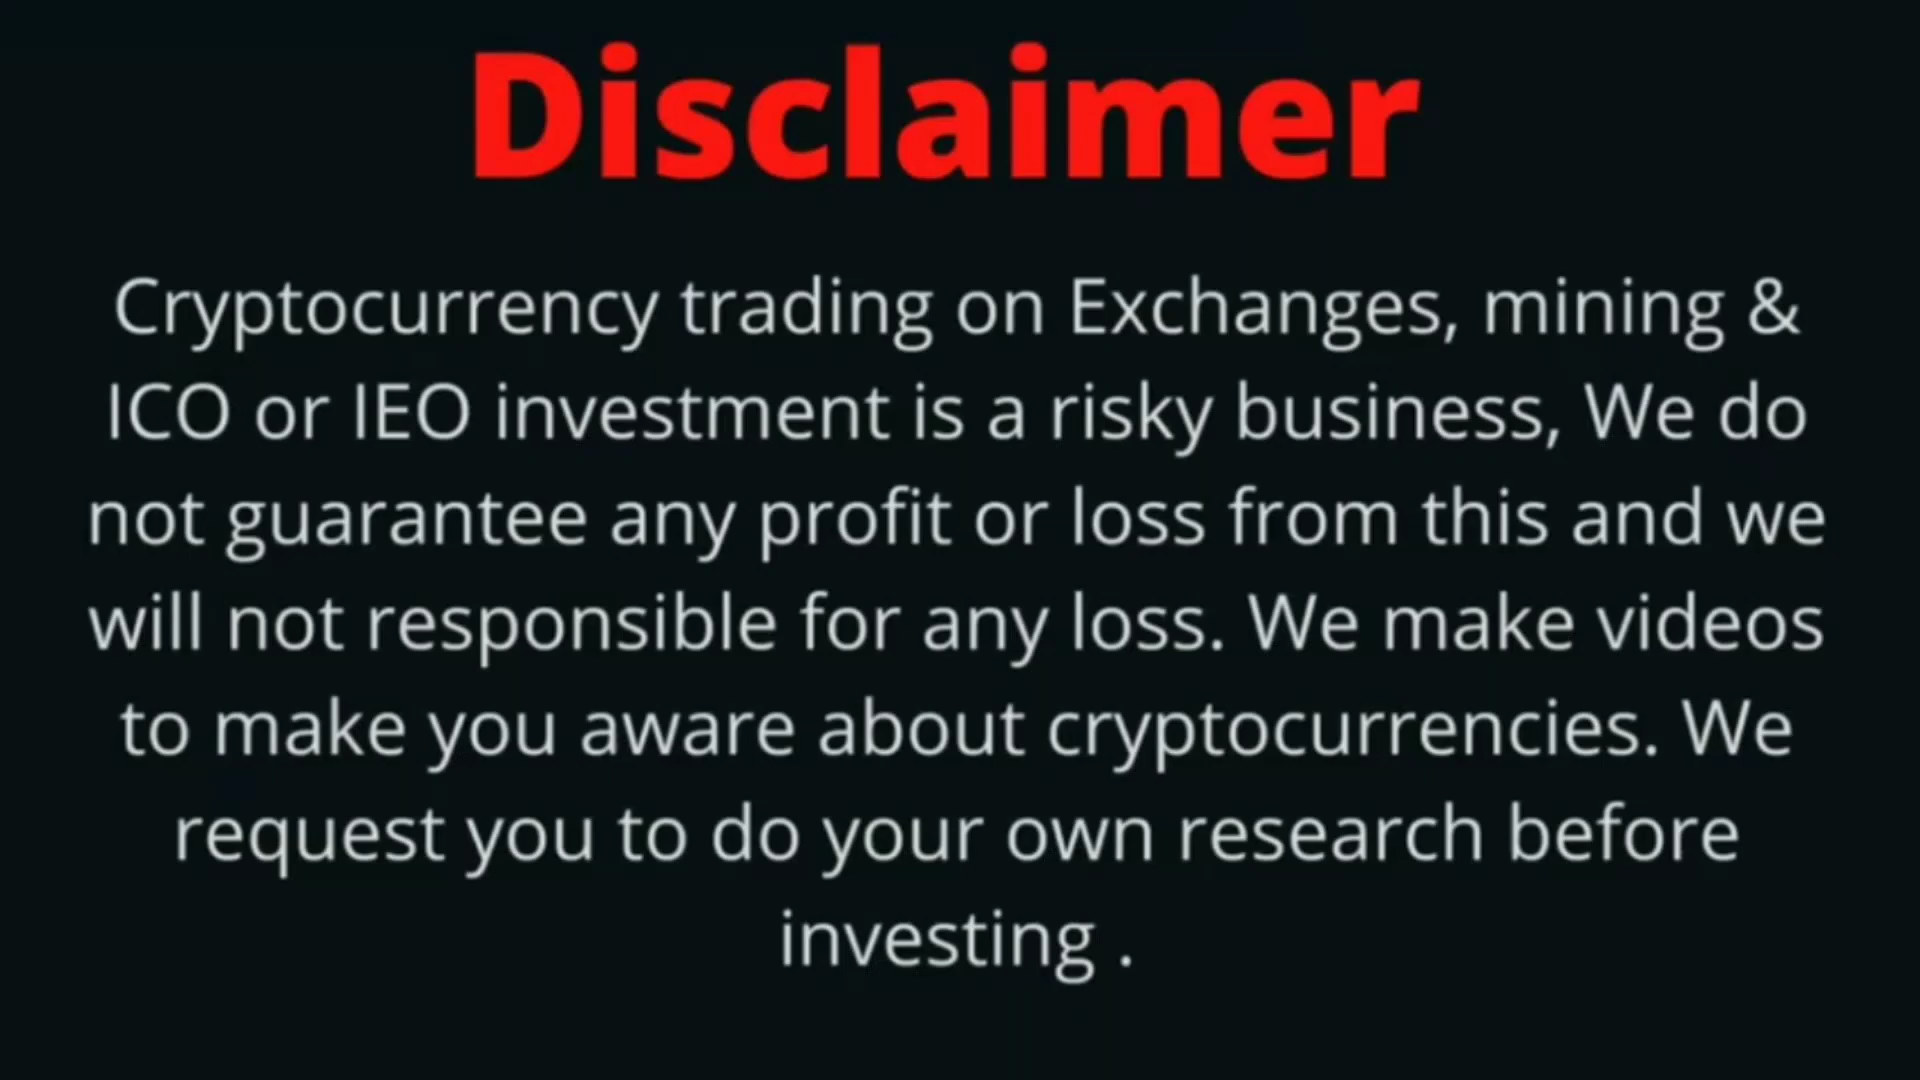 Disclaimer
Cryptocurrency trading on Exchanges, mining &
ICO or IEO investment is a risky business, We do
not guarantee any profit or loss from this and we
will not responsible for any loss. We make videos
to make you aware about cryptocurrencies. We
request you to do your own research before
investing .